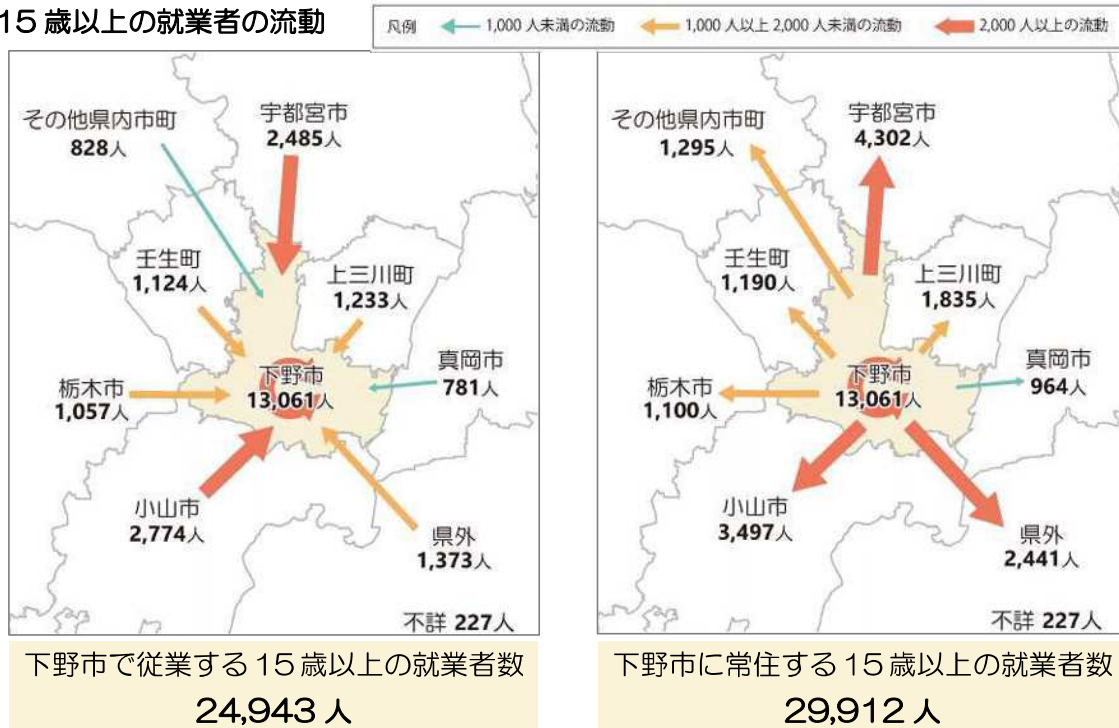 15歳以上の就業者の流動
凡例 1,000人未満の流動 1,000人以上2,000人未満の流動 2,000人以上の流動
その他県内市町
828人
宇都宮市
2,485人
壬生町
1,124人
上三川町
1,233人
下野市
13,061人
真岡市
781人
栃木市
1,057人
小山市
2,774人
県外
1,373人
不詳 227人
下野市で従業する15歳以上の就業者数
24,943人
その他県内市町
1,295人
宇都宮市
4,302人
壬生町
1,190人
上三川町
1,835人
下野市
13,061人
真岡市
964人
栃木市
1,100人
小山市
3,497人
県外
2,441人
不詳 227人
下野市に常住する15歳以上の就業者数
29,912人